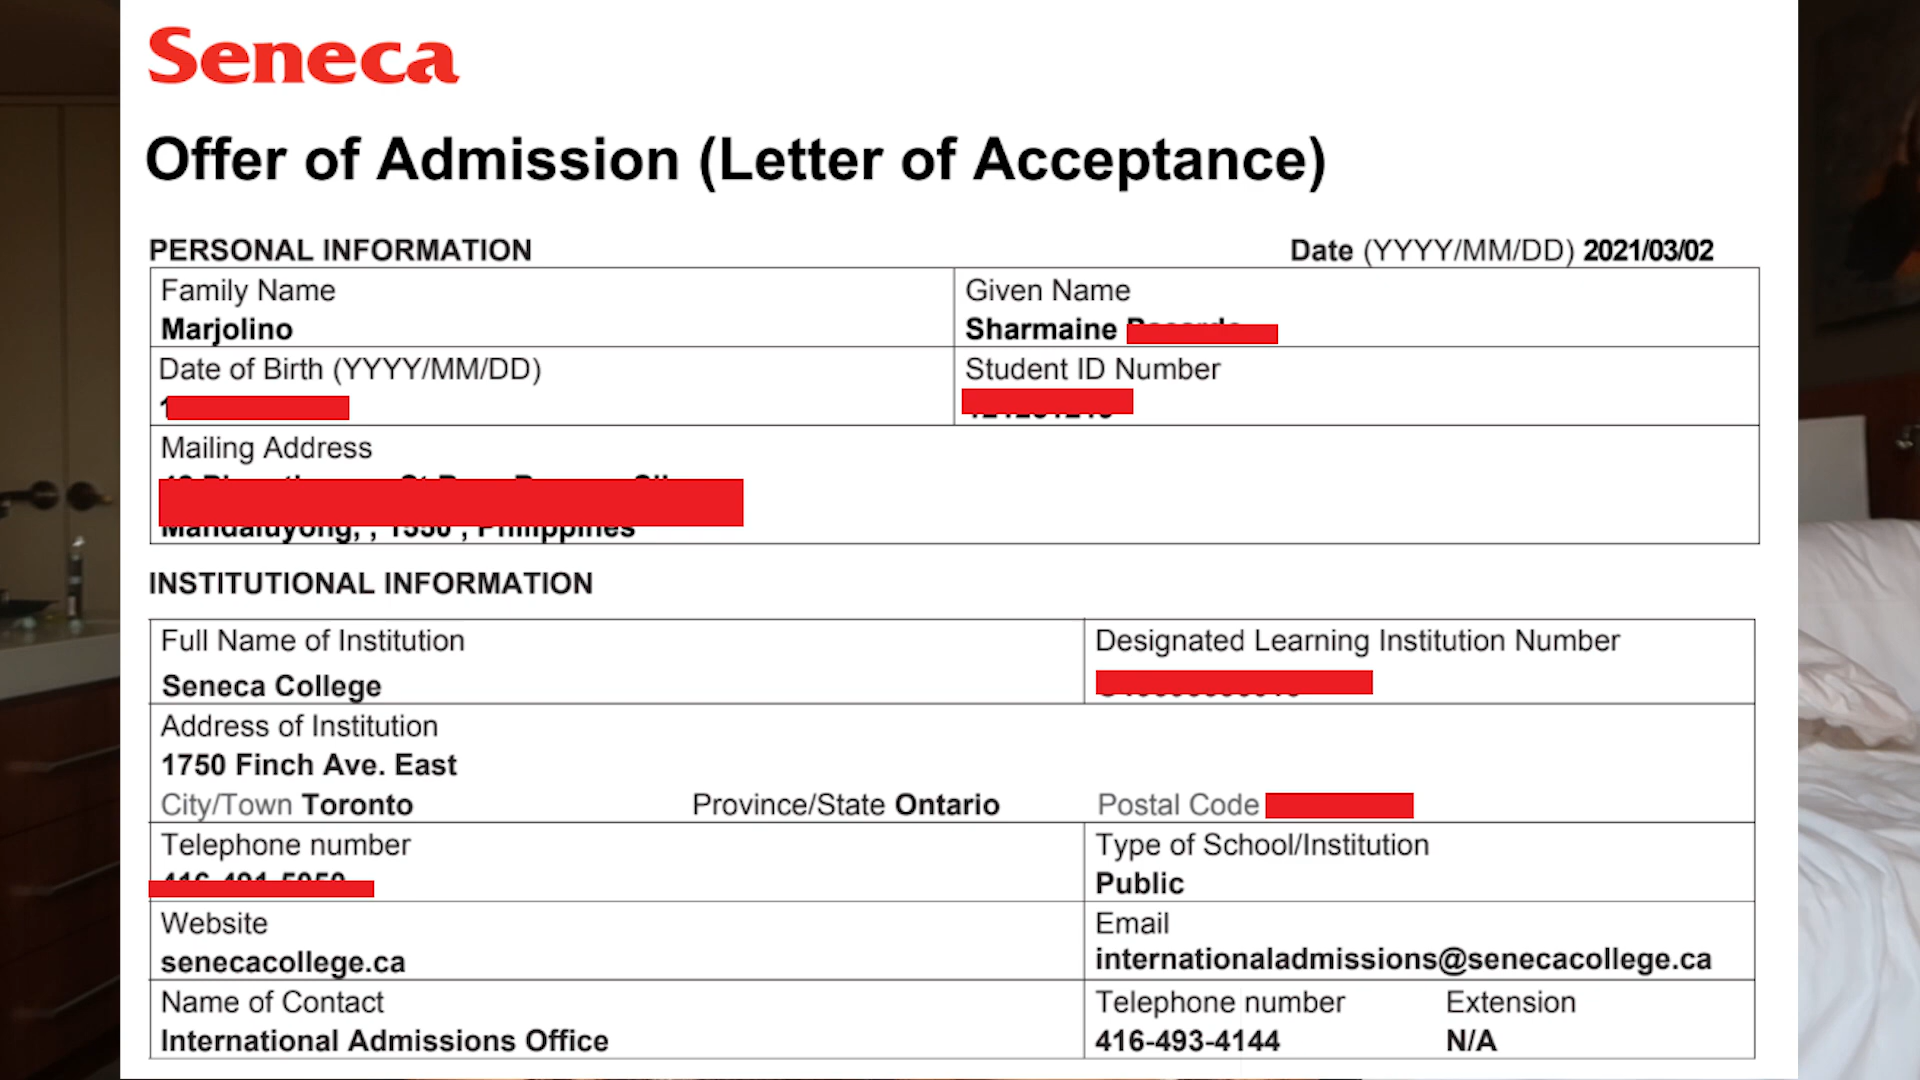 Seneca
Offer of Admission (Letter of Acceptance)
PERSONAL INFORMATION Date (YYYY/MM/DD) 2021/03/02
Family Name Given Name
Marjolino Sharmaine
Date of Birth (YYYY/MM/DD) Student ID Number
Mailing Address
Philippines
INSTITUTIONAL INFORMATION
Full Name of Institution Designated Learning Institution Number
Seneca College
Address of Institution
1750 Finch Ave. East
City/Town Toronto Province/State Ontario Postal Code
Telephone number Type of School/Institution
Public
Website Email
senecacollege.ca internationaladmissions@senecacollege.ca
Name of Contact Telephone number Extension
International Admissions Office 416-493-4144 N/A